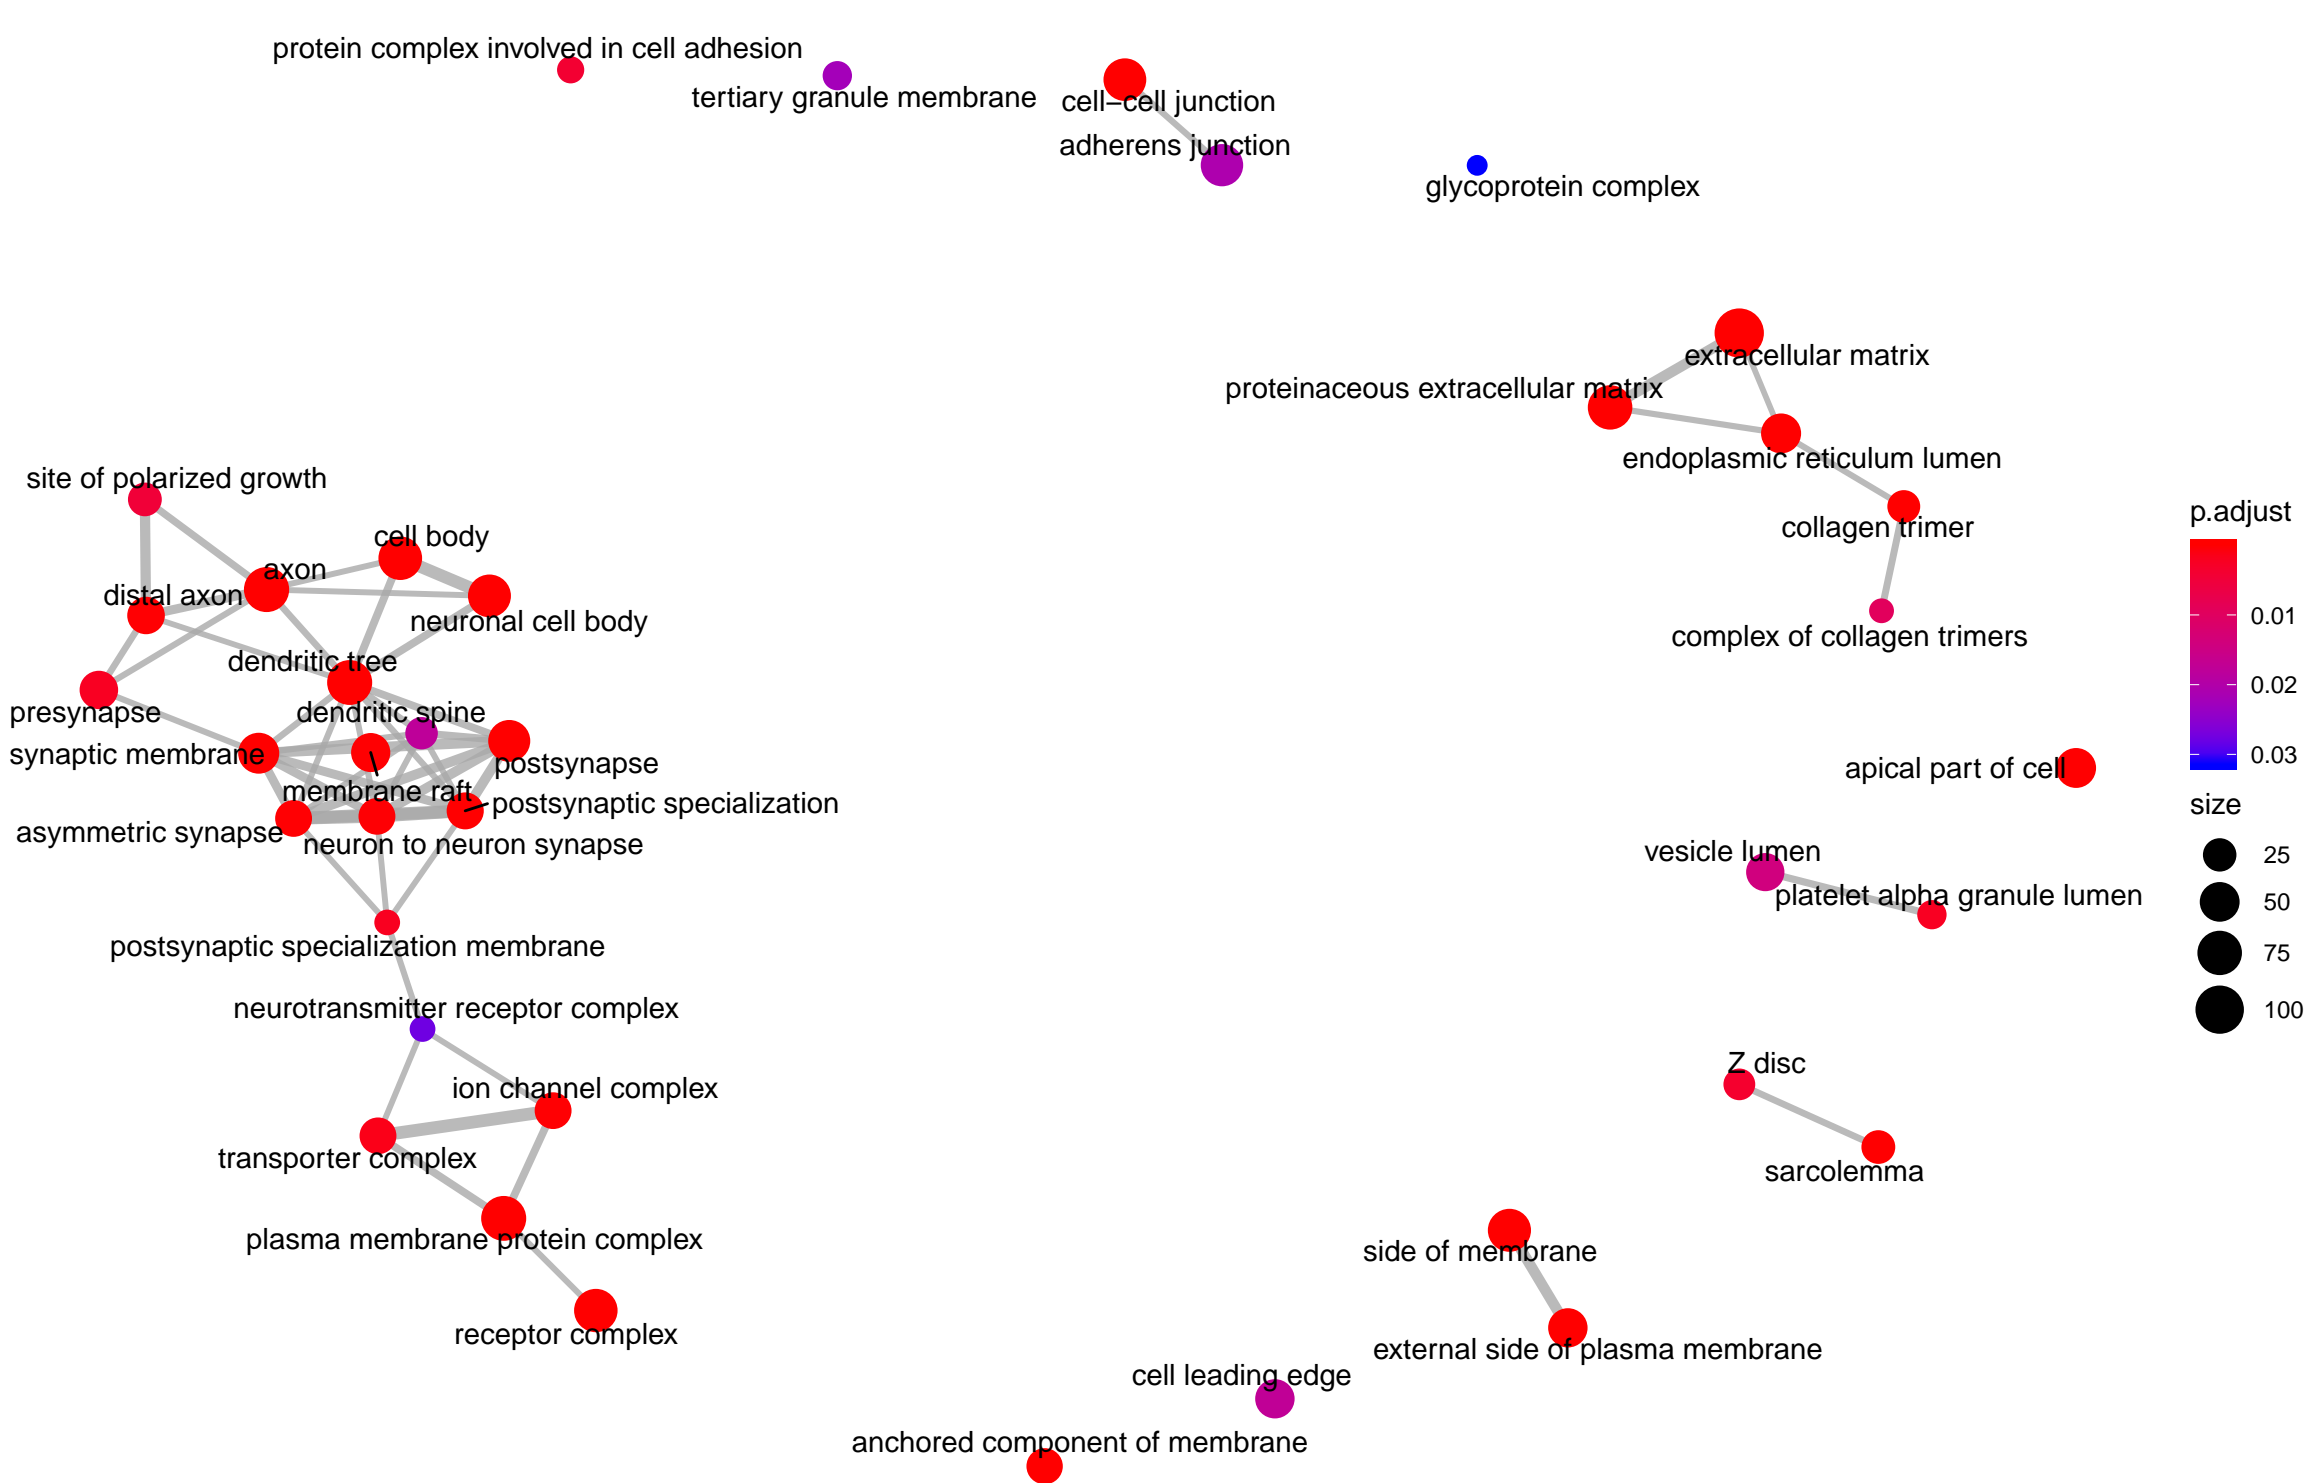 protein complex involved in cell adhesion
tertiary granule membrane
cell–cell junction
adherens junction
glycoprotein complex
extracellular matrix
proteinaceous extracellular matrix
endoplasmic reticulum lumen
collagen trimer
complex of collagen trimers
site of polarized growth
cell body
axon
distal axon
neuronal cell body
dendritic tree
dendritic spine
presynapse
synaptic membrane
postsynapse
membrane raft
postsynaptic specialization
asymmetric synapse
neuron to neuron synapse
postsynaptic specialization membrane
neurotransmitter receptor complex
ion channel complex
transporter complex
plasma membrane protein complex
receptor complex
apical part of cell
vesicle lumen
platelet alpha granule lumen
Z disc
sarcolemma
side of membrane
external side of plasma membrane
cell leading edge
anchored component of membrane
p.adjust
0.01
0.02
0.03
size
25
50
75
100